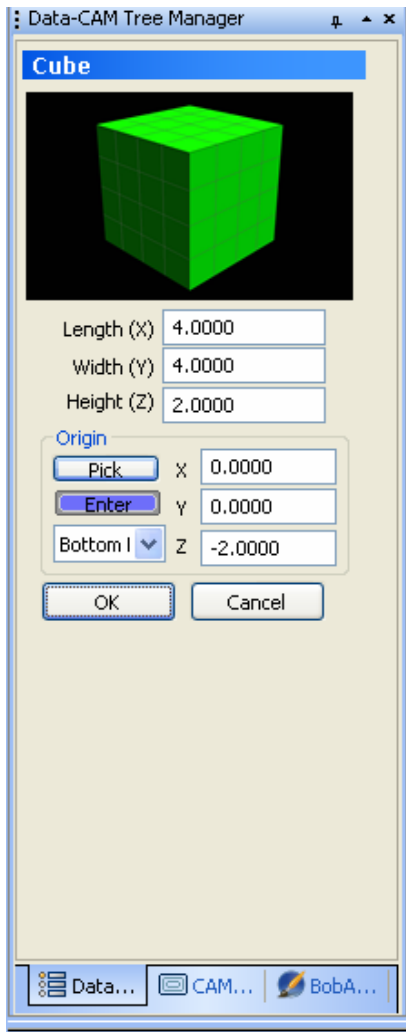 Data-CAM Tree Manager
Cube
Length (X) 4.0000
Width (Y) 4.0000
Height (Z) 2.0000
Origin
Pick X 0.0000
Enter Y 0.0000
Bottom Z -2.0000
OK Cancel
Data... CAM... BobA...